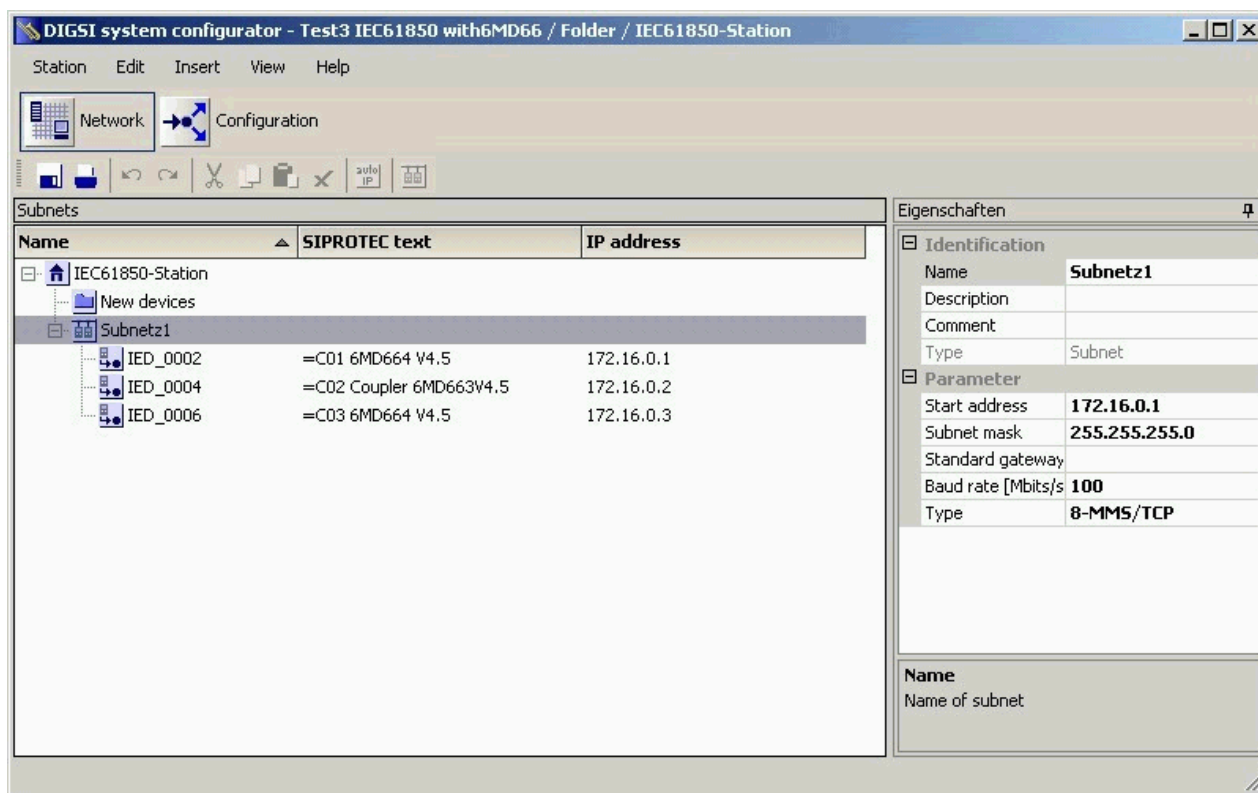 DIGSI system configurator - Test3 IEC61850 with6MD66 / Folder / IEC61850-Station
Station Edit Insert View Help
Network Configuration
auto IP
Subnets
Name SIPROTEC text IP address
IEC61850-Station
New devices
Subnetz1
IED_0002 =C01 6MD664 V4.5 172.16.0.1
IED_0004 =C02 Coupler 6MD663V4.5 172.16.0.2
IED_0006 =C03 6MD664 V4.5 172.16.0.3
Eigenschaften
Identification
Name Subnetz1
Description
Comment
Type Subnet
Parameter
Start address 172.16.0.1
Subnet mask 255.255.255.0
Standard gateway
Baud rate [Mbits/s 100
Type 8-MMS/TCP
Name
Name of subnet